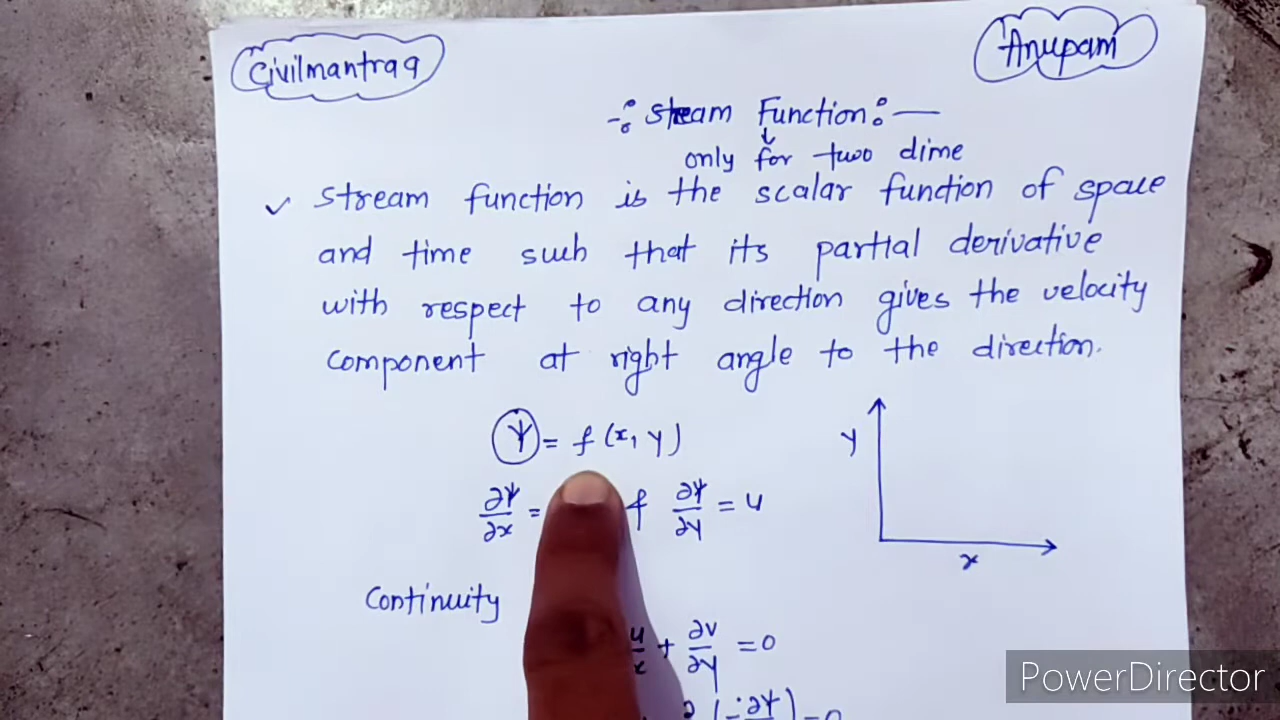 Civilmantra9
Anupam
-: Stream Function :-
↓
only for two dime
✓ Stream function is the scalar function of space
and time such that its partial derivative
with respect to any direction gives the velocity
component at right angle to the direction.
ψ = f (x, y)
y
∂ψ/∂x = f ∂ψ/∂y = u
x
Continuity
u/x + ∂v/∂y = 0
∂ (-∂ψ) = 0
PowerDirector